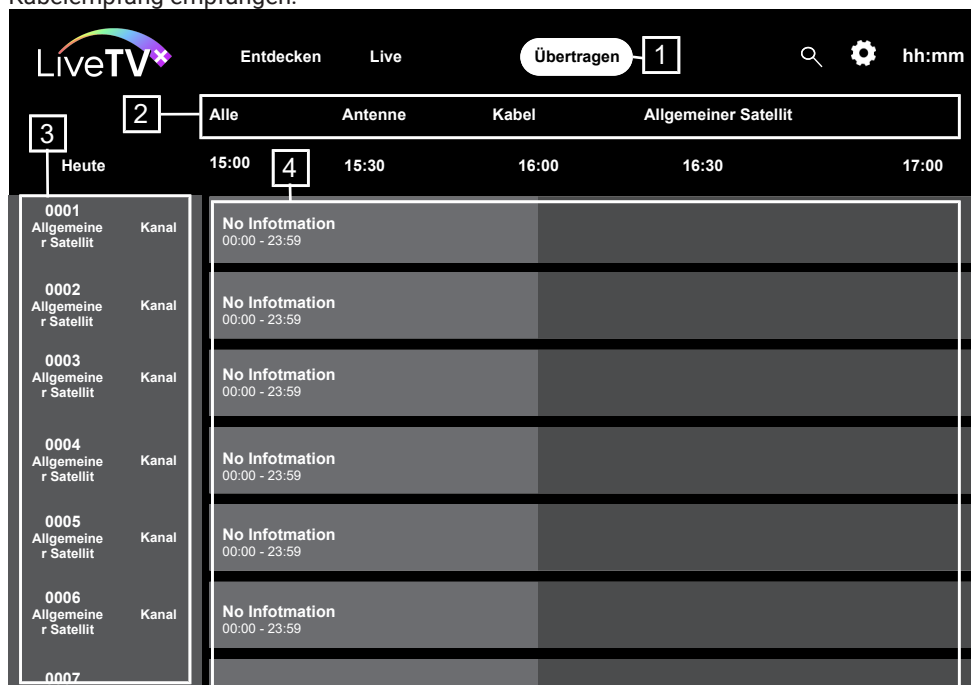 Kabelempfang empfangen.
LiveTV
Entdecken Live Übertragen 1 hh:mm
2 Alle Antenne Kabel Allgemeiner Satellit
3
Heute 15:00 4 15:30 16:00 16:30 17:00
0001
Allgemeine
r Satellit
Kanal
No Infotmation
00:00 - 23:59
0002
Allgemeine
r Satellit
Kanal
No Infotmation
00:00 - 23:59
0003
Allgemeine
r Satellit
Kanal
No Infotmation
00:00 - 23:59
0004
Allgemeine
r Satellit
Kanal
No Infotmation
00:00 - 23:59
0005
Allgemeine
r Satellit
Kanal
No Infotmation
00:00 - 23:59
0006
Allgemeine
r Satellit
Kanal
No Infotmation
00:00 - 23:59
0007